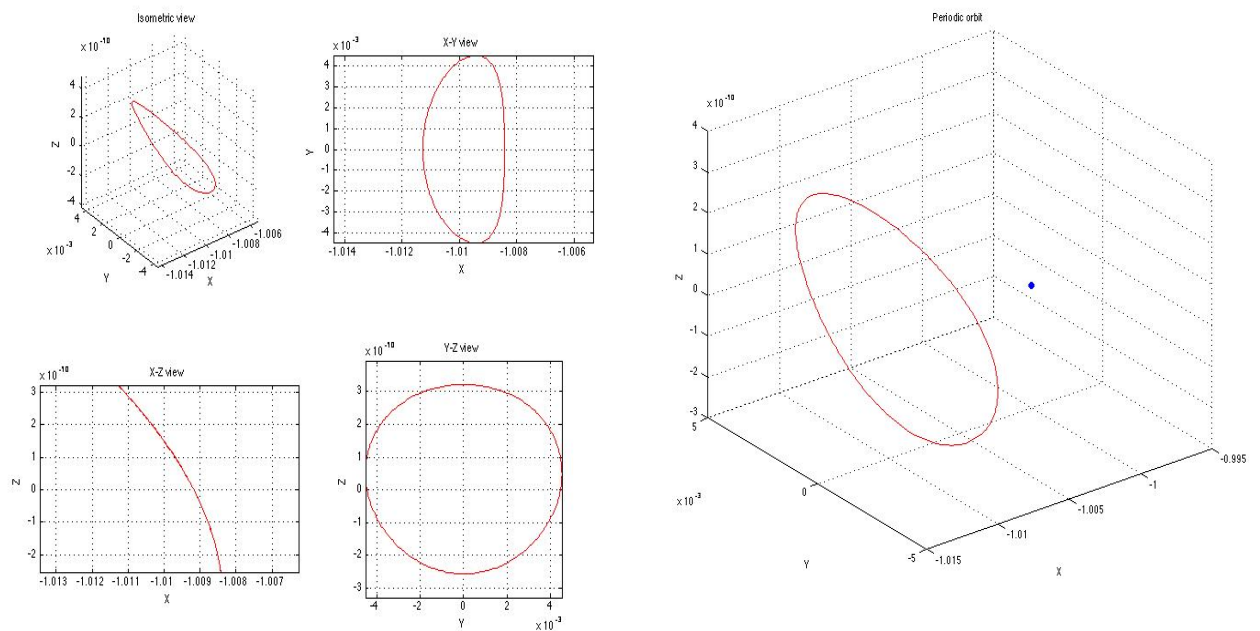 Isometric view
x 10^-10
4
2
0
-2
-4
Z
4
2
0
-2
-4
x 10^-3
Y
-1.014
-1.012
-1.01
-1.008
-1.006
X
X-Y view
x 10^-3
4
3
2
1
0
-1
-2
-3
-4
Y
-1.014 -1.012 -1.01 -1.008 -1.006
X
X-Z view
x 10^-10
3
2
1
0
-1
-2
Z
-1.013 -1.012 -1.011 -1.01 -1.009 -1.008 -1.007
X
Y-Z view
x 10^-10
3
2
1
0
-1
-2
-3
Z
-4 -2 0 2 4
Y
x 10^-3
Periodic orbit
x 10^-10
4
3
2
1
0
-1
-2
-3
Z
5
0
-5
x 10^-3
Y
-1.015
-1.01
-1.005
-1
-0.995
X